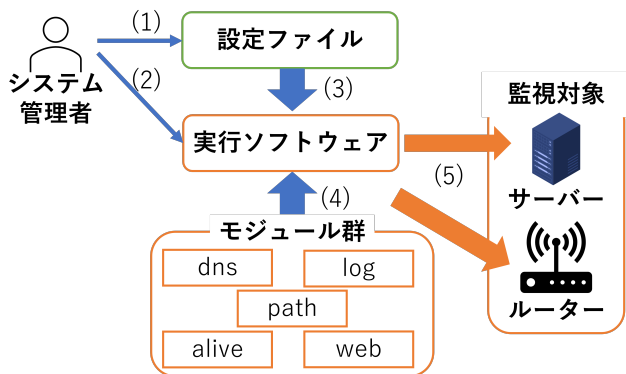 (1)
設定ファイル
システム
管理者
(2)
(3)
監視対象
実行ソフトウェア
(5)
サーバー
(4)
モジュール群
dns
log
path
alive
web
ルーター